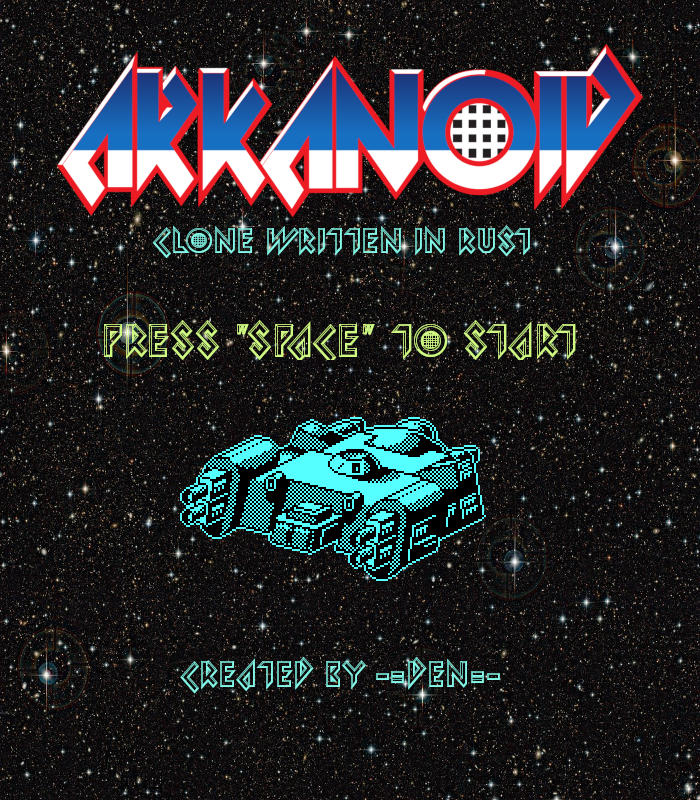 ARKANOID
CLONE WRITTEN IN RUST
PRESS "SPACE" TO START
CREATED BY -=DEN=-